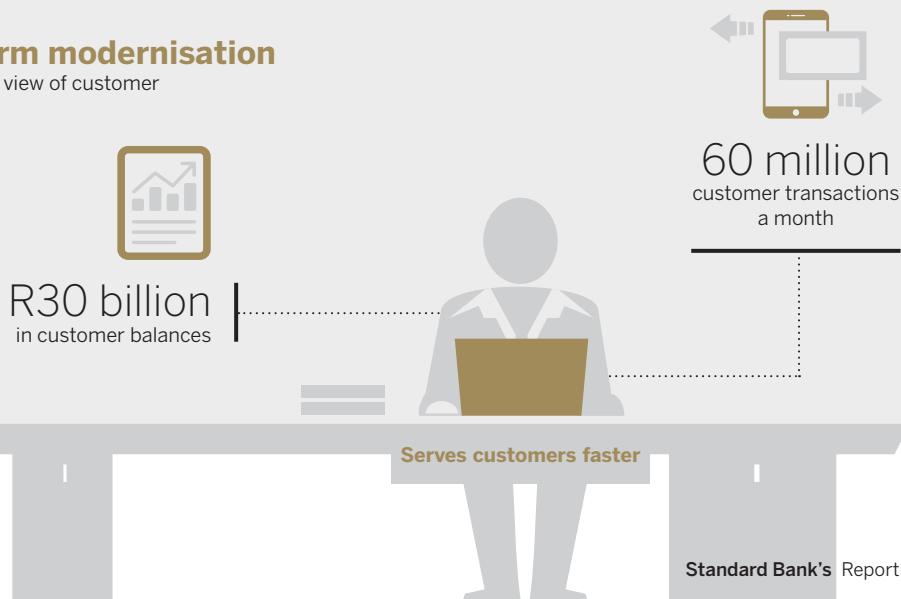 rm modernisation
view of customer
60 million
customer transactions
a month
R30 billion
in customer balances
Serves customers faster
Standard Bank's Report